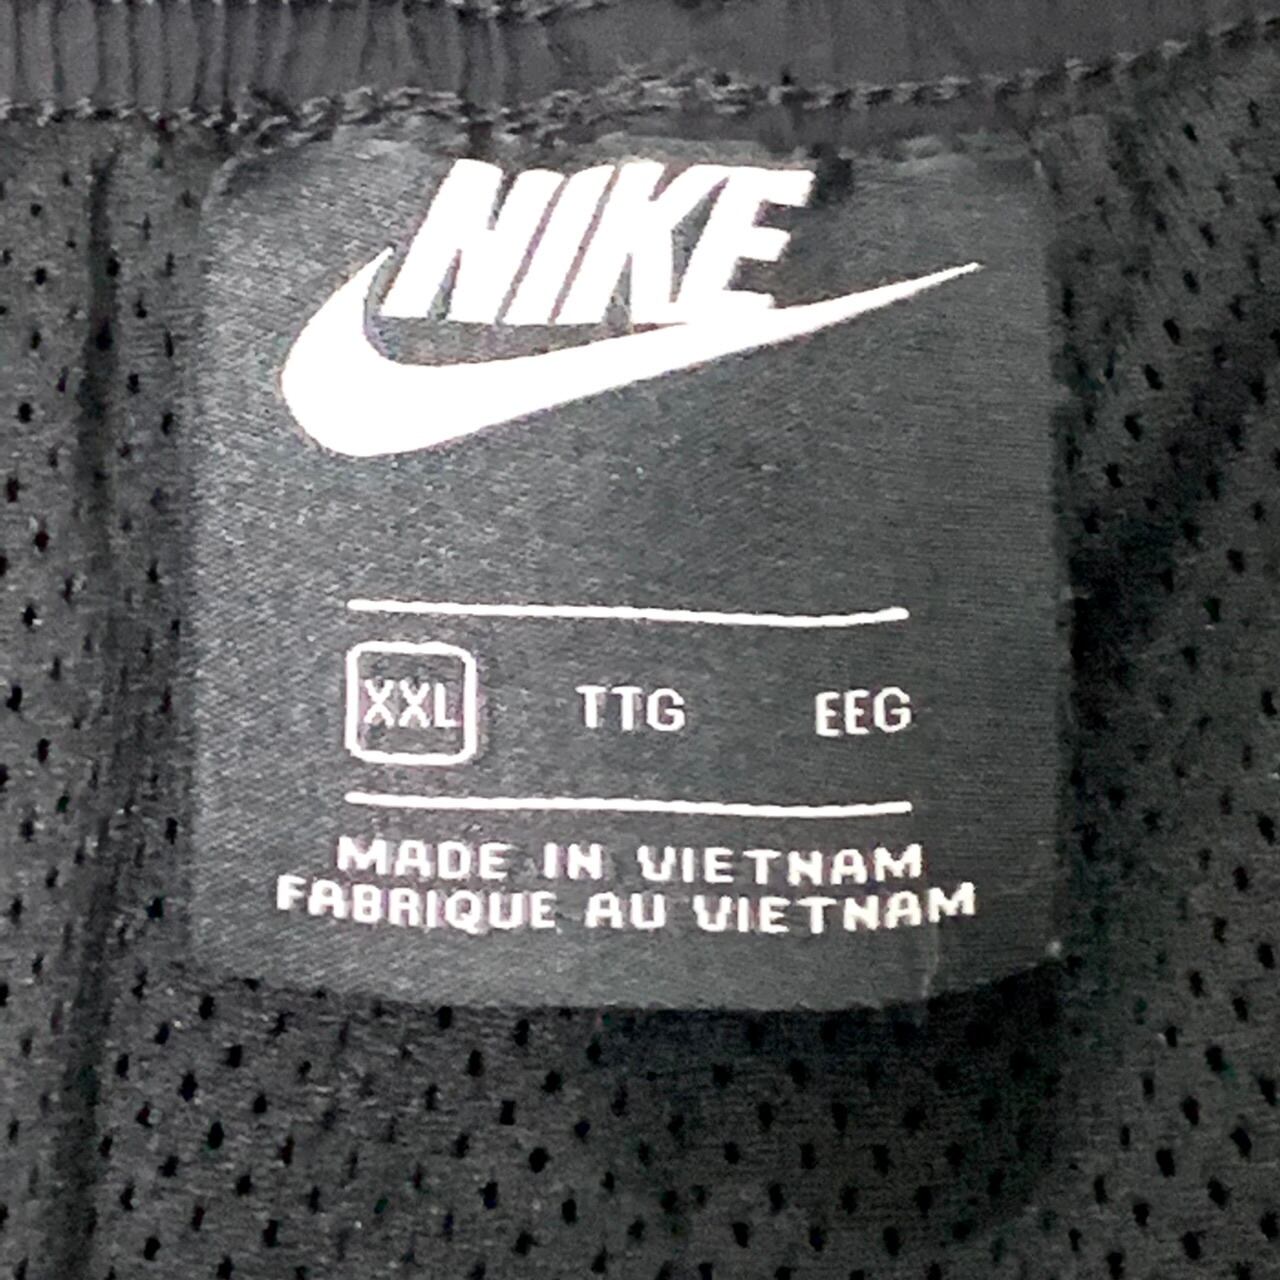 NIKE
XXL TTG EEG
MADE IN VIETNAM
FABRIQUE AU VIETNAM